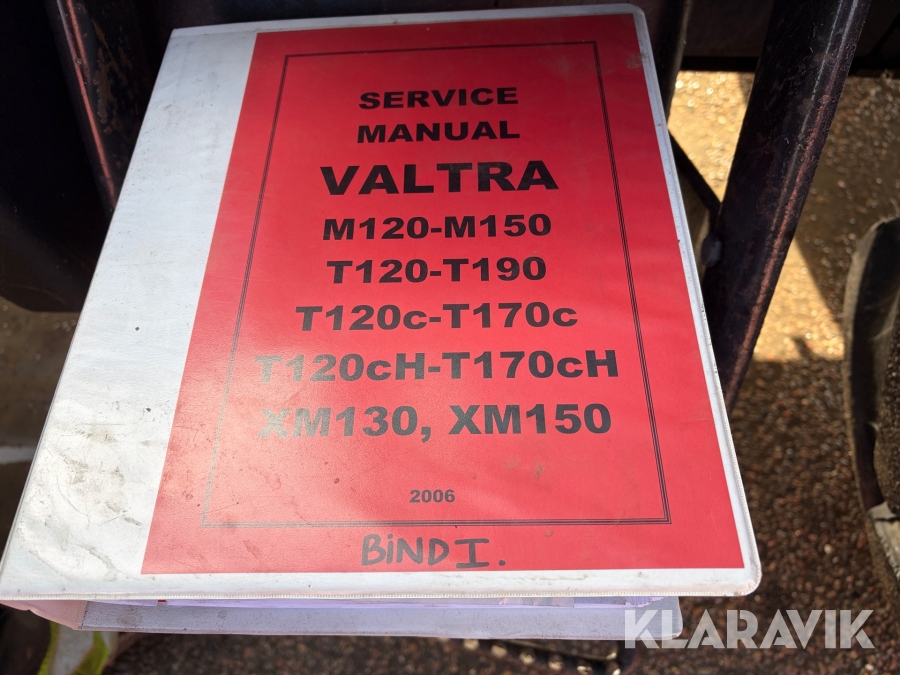 SERVICE
MANUAL
VALTRA
M120-M150
T120-T190
T120c-T170c
T120cH-T170cH
XM130, XM150
2006
BIND I.
KLARAVIK